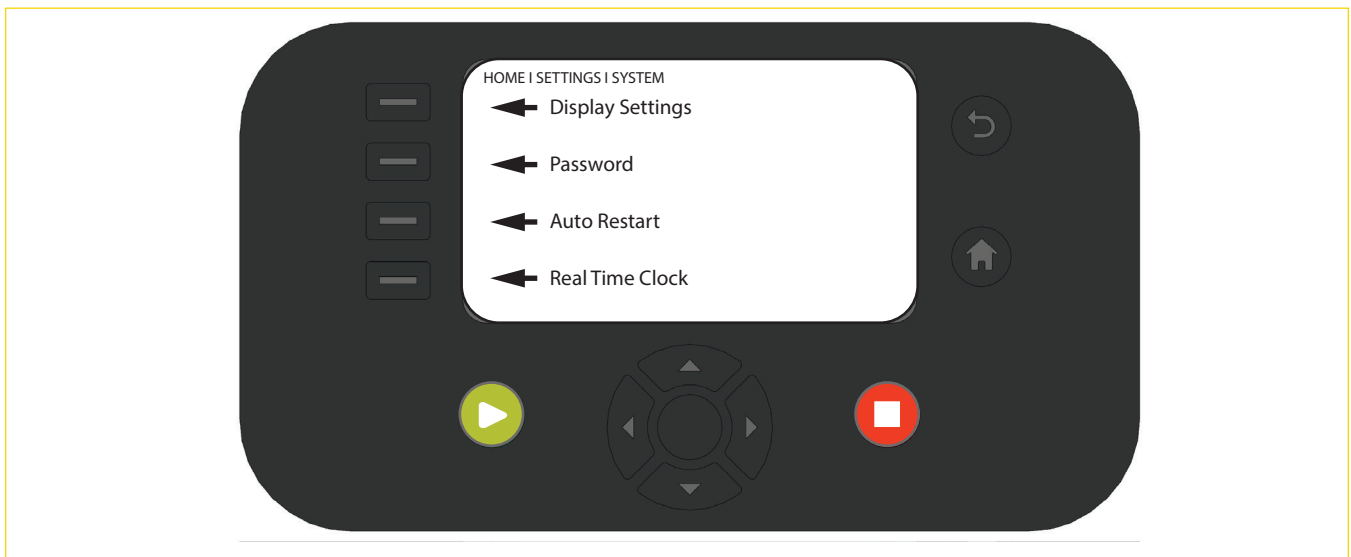 HOME I SETTINGS I SYSTEM
Display Settings
Password
Auto Restart
Real Time Clock